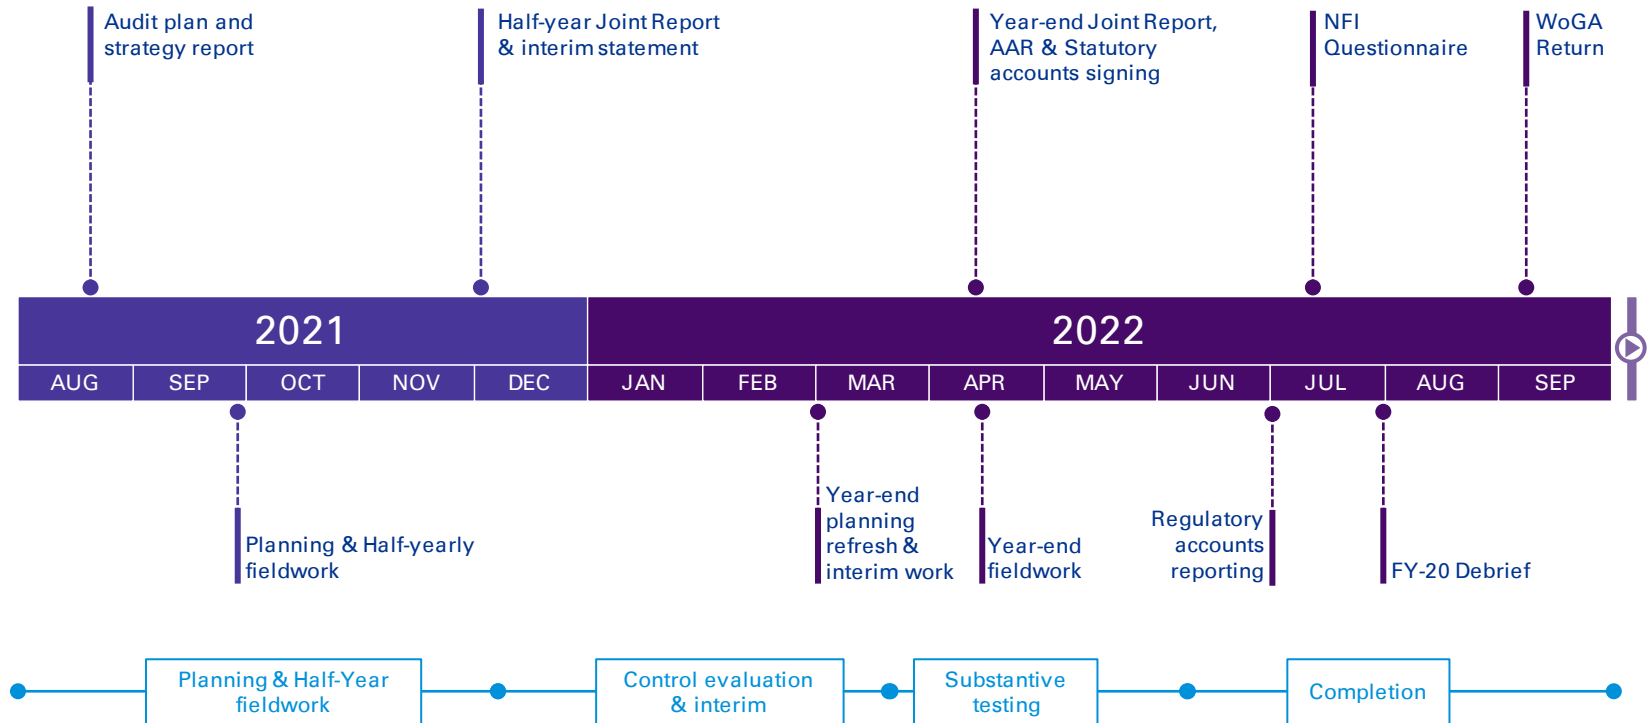 Audit plan and
strategy report
Half-year Joint Report
& interim statement
Year-end Joint Report,
AAR & Statutory
accounts signing
NFI
Questionnaire
WoGA
Return
2021
2022
AUG
SEP
OCT
NOV
DEC
JAN
FEB
MAR
APR
MAY
JUN
JUL
AUG
SEP
Planning & Half-yearly
fieldwork
Year-end
planning
refresh &
interim work
Year-end
fieldwork
Regulatory
accounts
reporting
FY-20 Debrief
Planning & Half-Year
fieldwork
Control evaluation
& interim
Substantive
testing
Completion